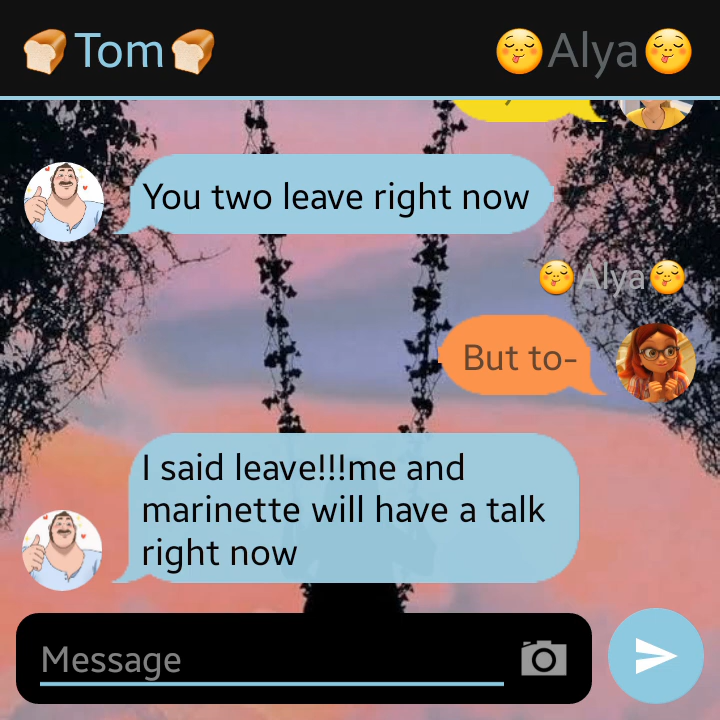 🍞Tom🍞 😋Alya😋
You two leave right now
😋Alya😋
But to-
I said leave!!!me and
marinette will have a talk
right now
Message